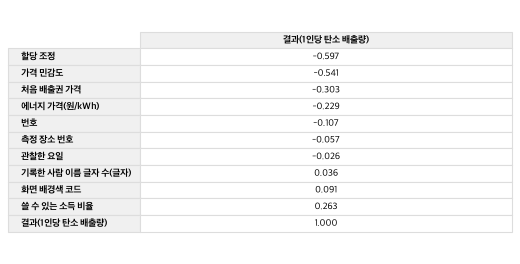 결과(1인당 탄소 배출량)
할당 조정 -0.597
가격 민감도 -0.541
처음 배출권 가격 -0.303
에너지 가격(원/kWh) -0.229
번호 -0.107
측정 장소 번호 -0.057
관찰한 요일 -0.026
기록한 사람 이름 글자 수(글자) 0.036
화면 배경색 코드 0.091
쓸 수 있는 소득 비율 0.263
결과(1인당 탄소 배출량) 1.000